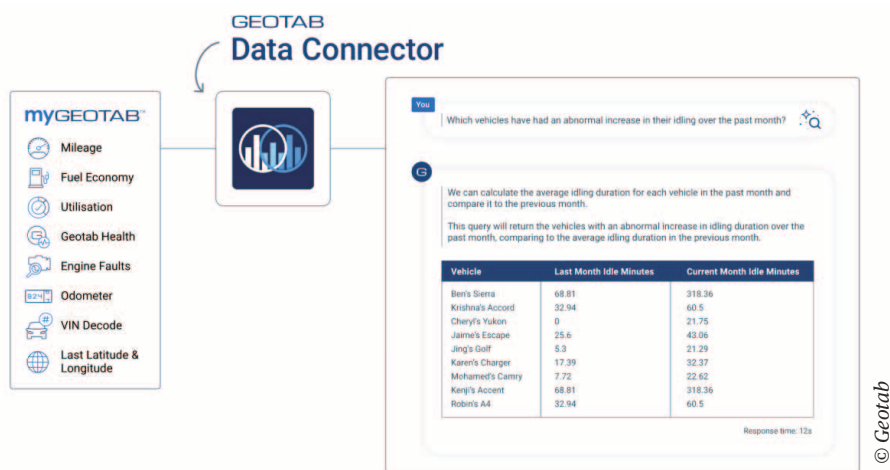 GEOTAB
Data Connector
myGEOTAB™
Mileage
Fuel Economy
Utilisation
Geotab Health
Engine Faults
Odometer
VIN Decode
Last Latitude &
Longitude
You
Which vehicles have had an abnormal increase in their idling over the past month?
G
We can calculate the average idling duration for each vehicle in the past month and
compare it to the previous month.
This query will return the vehicles with an abnormal increase in idling duration over the
past month, comparing to the average idling duration in the previous month.
Vehicle Last Month Idle Minutes Current Month Idle Minutes
Ben's Sierra 68.81 318.36
Krishna's Accord 32.94 60.5
Cheryl's Yukon 0 21.75
Jaime's Escape 25.6 43.06
Jing's Golf 5.3 21.29
Karen's Charger 17.39 32.37
Mohamed's Camry 7.72 22.62
Kenji's Accent 68.81 318.36
Robin's A4 32.94 60.5
Response time: 12s
© Geotab